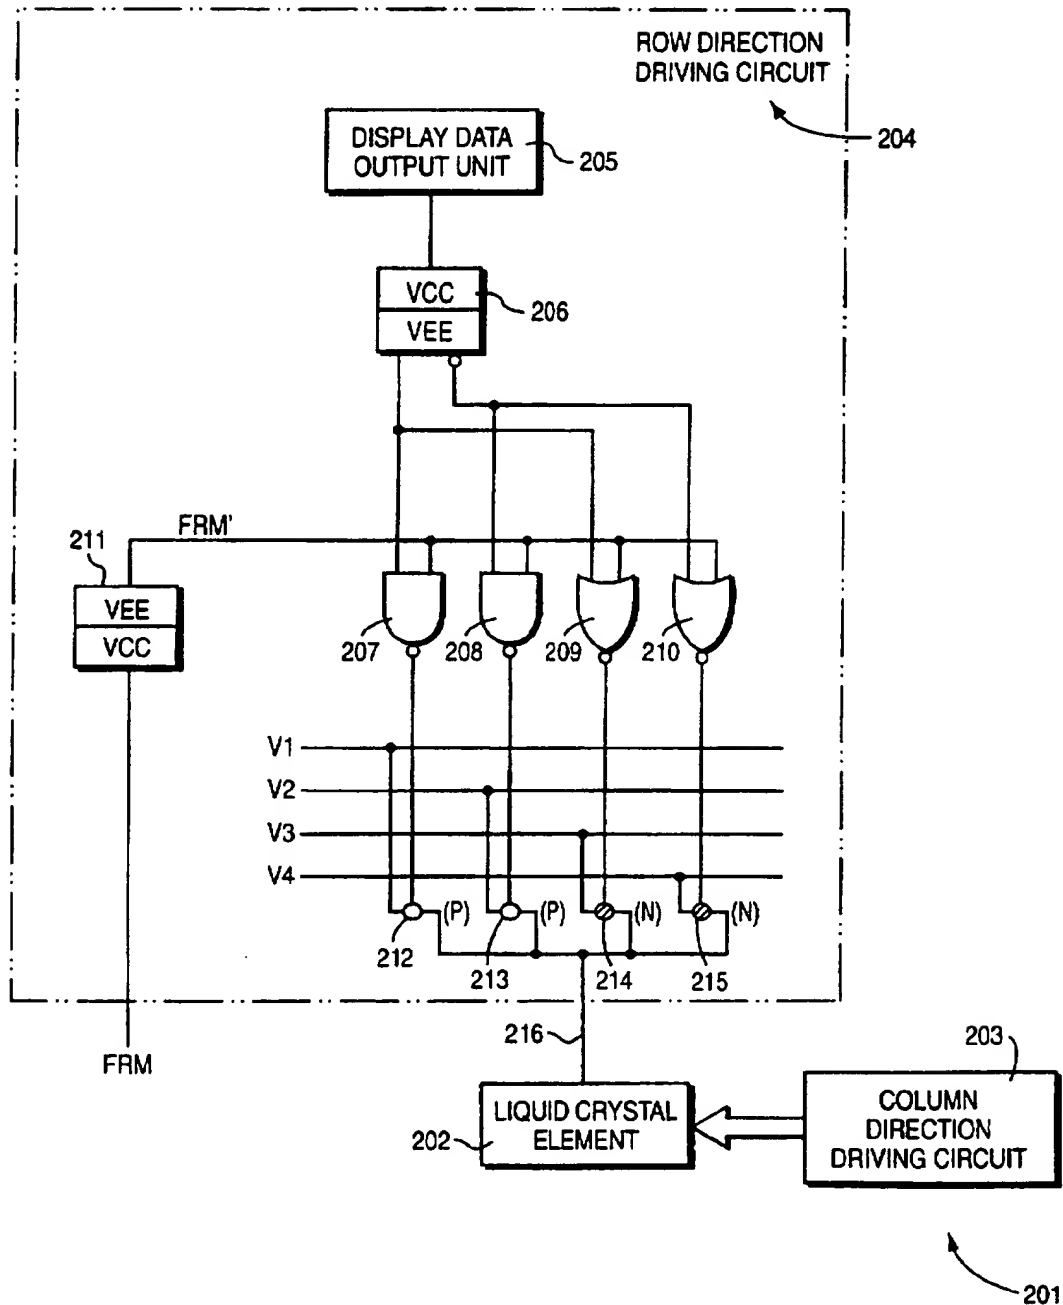 ROW DIRECTION
DRIVING CIRCUIT
204
DISPLAY DATA
OUTPUT UNIT
205
VCC
VEE
206
FRM'
211
VEE
VCC
207
208
209
210
V1
V2
V3
V4
(P)
(P)
(N)
(N)
212
213
214
215
FRM
216
203
LIQUID CRYSTAL
ELEMENT
202
COLUMN
DIRECTION
DRIVING CIRCUIT
201